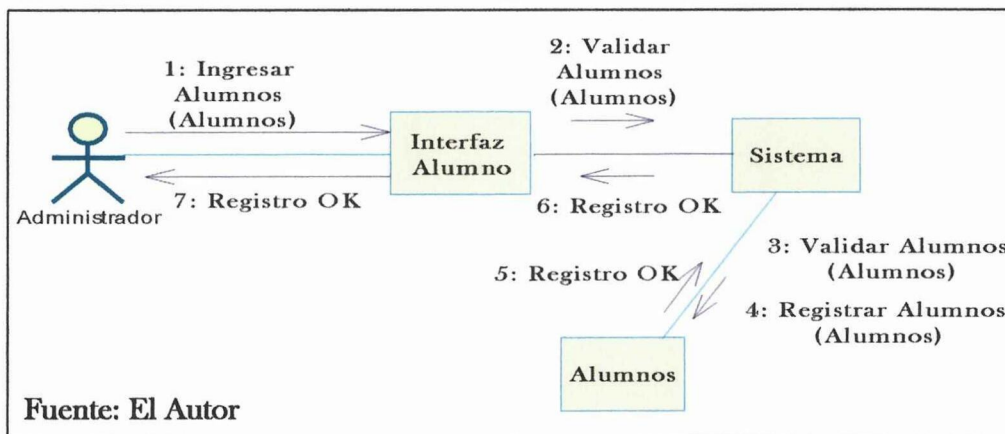 1: Ingresar
Alumnos
(Alumnos)
2: Validar
Alumnos
(Alumnos)
Interfaz
Alumno
Sistema
7: Registro OK
6: Registro OK
Administrador
3: Validar Alumnos
(Alumnos)
5: Registro OK
4: Registrar Alumnos
(Alumnos)
Alumnos
Fuente: El Autor